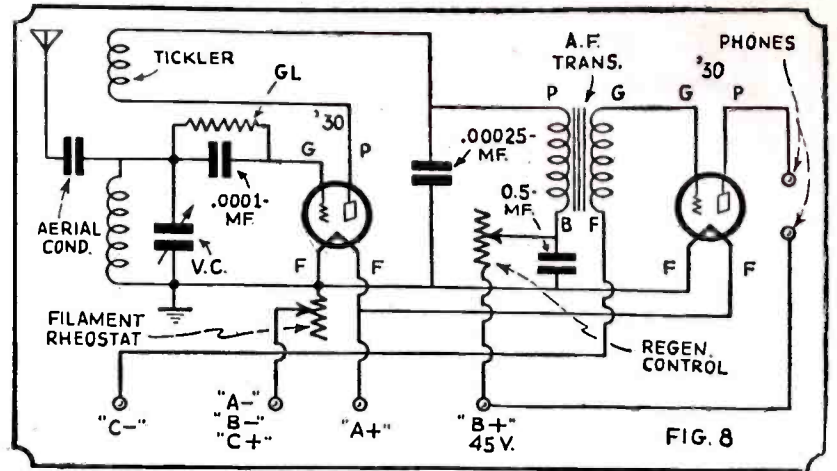 TICKLER
GL
'30
G
P
.0001-
MF.
AERIAL
COND.
V.C.
F
F
FILAMENT
RHEOSTAT
A.F.
TRANS.
P
G
.00025-
MF.
0.5-
MF.
B
F
PHONES
'30
G
P
F
F
REGEN.
CONTROL
"C-"
"A-"
"B-"
"C+"
"A+"
"B+"
45 V.
FIG. 8